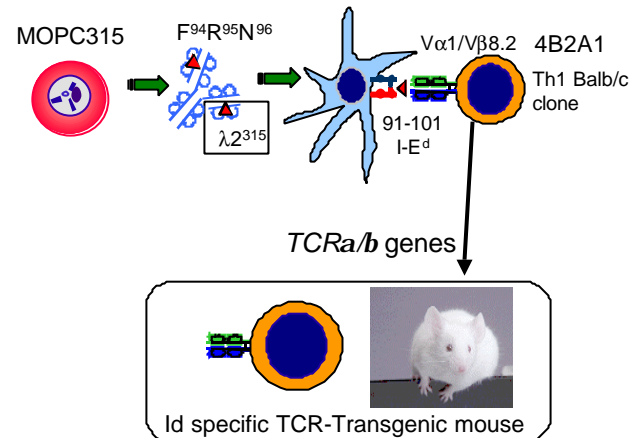 MOPC315
F⁹⁴R⁹⁵N⁹⁶
λ2³¹⁵
91-101
I-Eᵈ
Vα1/Vβ8.2
4B2A1
Th1 Balb/c
clone
TCRa/b genes
Id specific TCR-Transgenic mouse